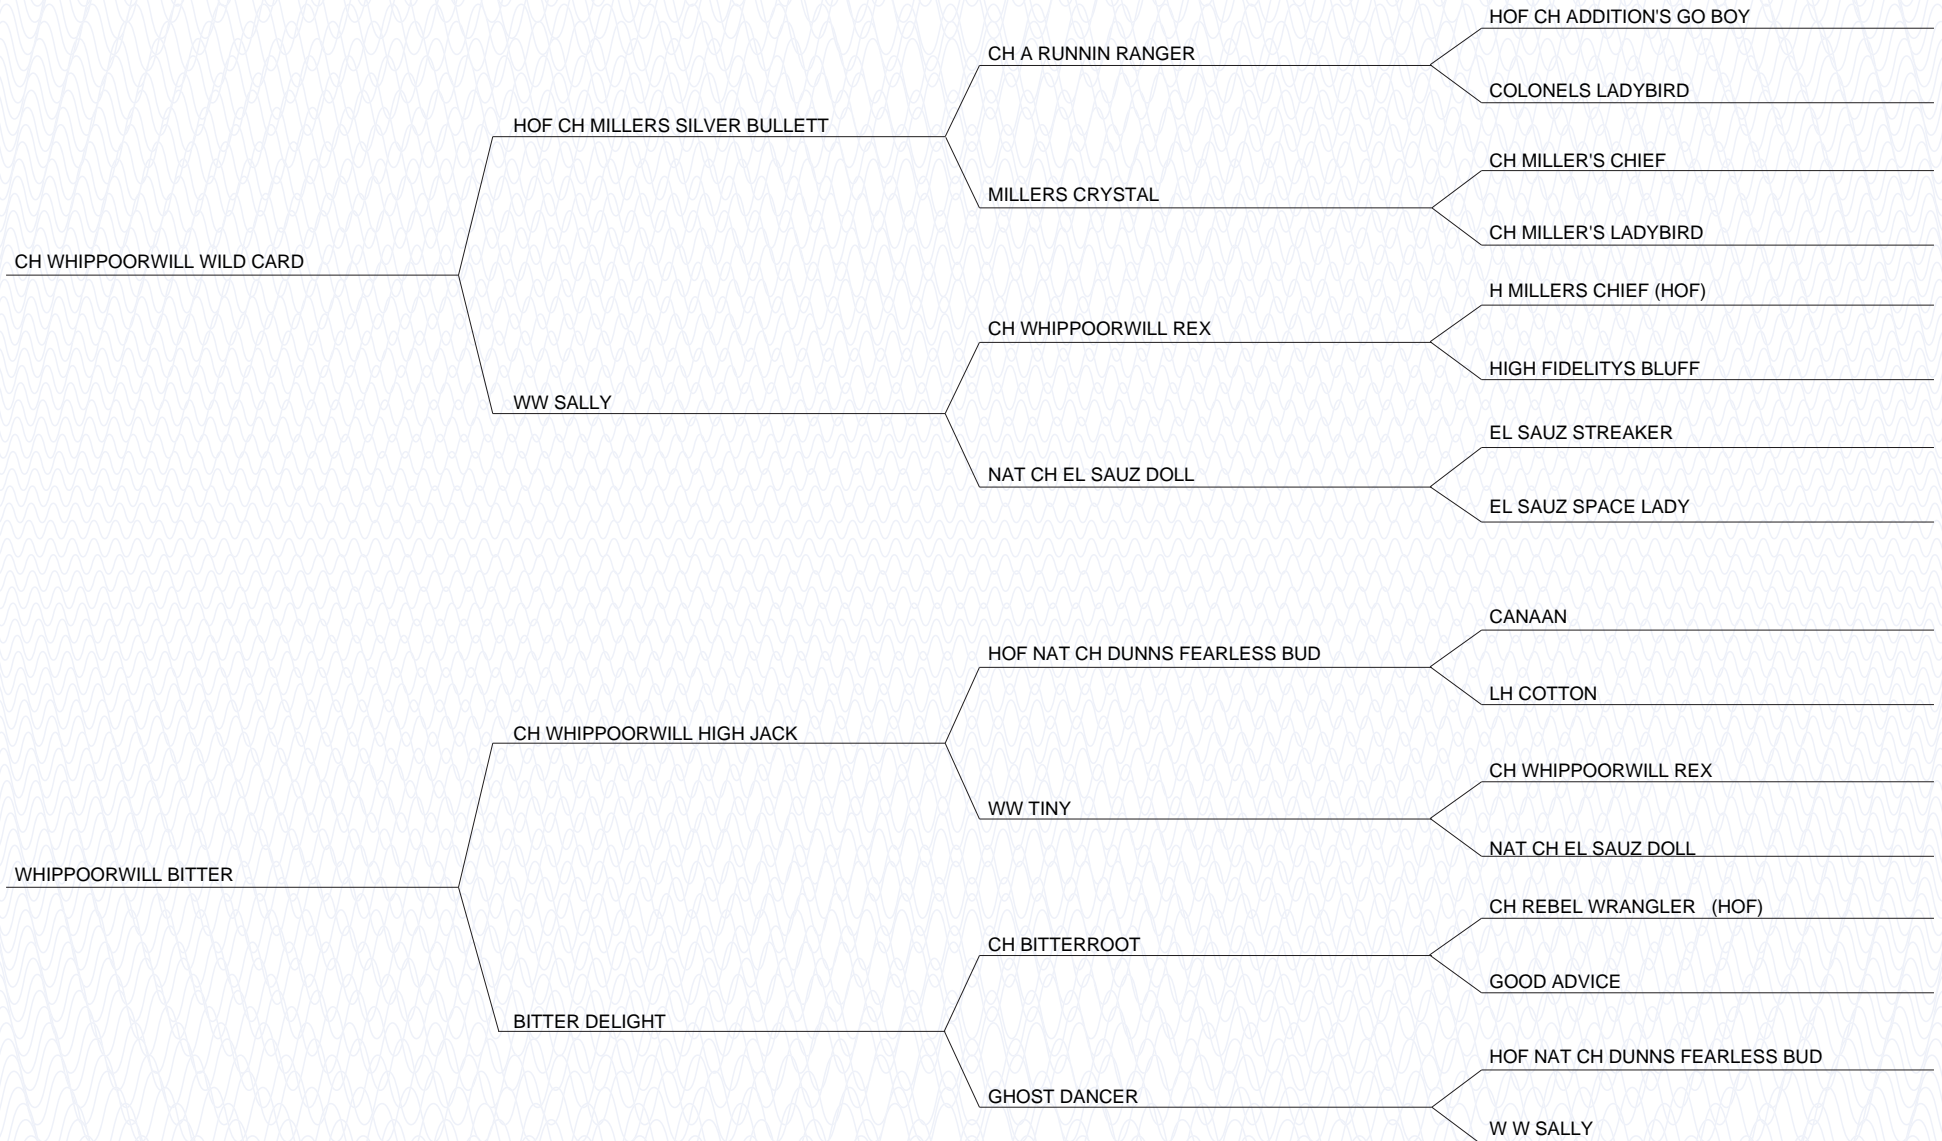 HOF CH ADDITION'S GO BOY
CH A RUNNIN RANGER
COLONELS LADYBIRD
HOF CH MILLERS SILVER BULLETT
CH MILLER'S CHIEF
MILLERS CRYSTAL
CH MILLER'S LADYBIRD
CH WHIPPOORWILL WILD CARD
H MILLERS CHIEF (HOF)
CH WHIPPOORWILL REX
HIGH FIDELITYS BLUFF
WW SALLY
EL SAUZ STREAKER
NAT CH EL SAUZ DOLL
EL SAUZ SPACE LADY
CANAAN
HOF NAT CH DUNNS FEARLESS BUD
LH COTTON
CH WHIPPOORWILL HIGH JACK
CH WHIPPOORWILL REX
WW TINY
NAT CH EL SAUZ DOLL
WHIPPOORWILL BITTER
CH REBEL WRANGLER (HOF)
CH BITTERROOT
GOOD ADVICE
BITTER DELIGHT
HOF NAT CH DUNNS FEARLESS BUD
GHOST DANCER
W W SALLY